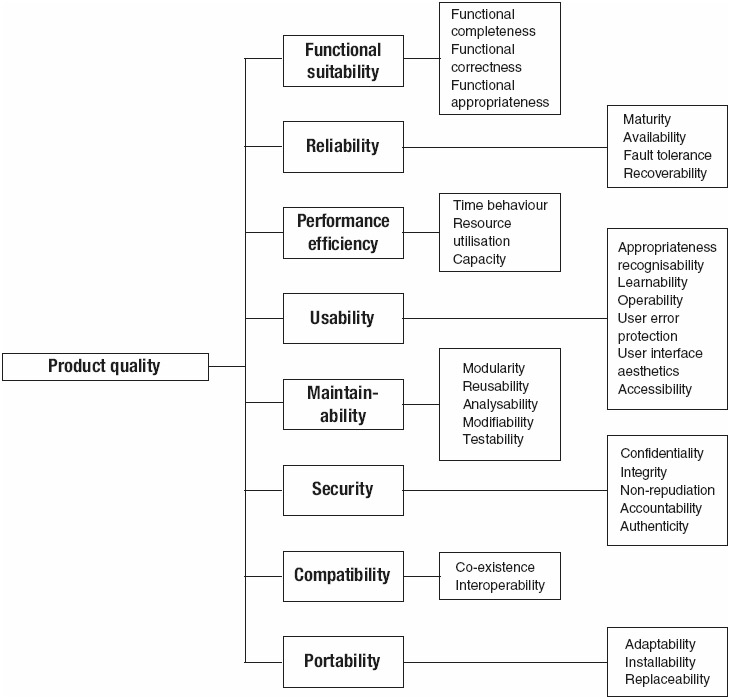 Functional
suitability
Functional
completeness
Functional
correctness
Functional
appropriateness
Reliability
Maturity
Availability
Fault tolerance
Recoverability
Performance
efficiency
Time behaviour
Resource
utilisation
Capacity
Usability
Appropriateness
recognisability
Learnability
Operability
User error
protection
User interface
aesthetics
Accessibility
Product quality
Maintain-
ability
Modularity
Reusability
Analysability
Modifiability
Testability
Security
Confidentiality
Integrity
Non-repudiation
Accountability
Authenticity
Compatibility
Co-existence
Interoperability
Portability
Adaptability
Installability
Replaceability